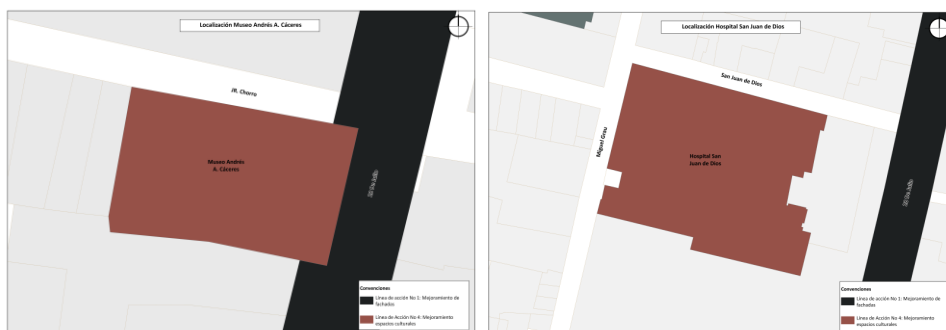 Localización Museo Andrés A. Cáceres
JR. Chorro
Museo Andrés
A. Cáceres
Convenciones
Línea de acción No 1: Mejoramiento de
fachadas
Línea de Acción No 4: Mejoramiento
espacios culturales
Localización Hospital San Juan de Dios
San Juan de Dios
Miguel Grau
Hospital San
Juan de Dios
Convenciones
Línea de acción No 1: Mejoramiento de
fachadas
Línea de Acción No 4: Mejoramiento
espacios culturales